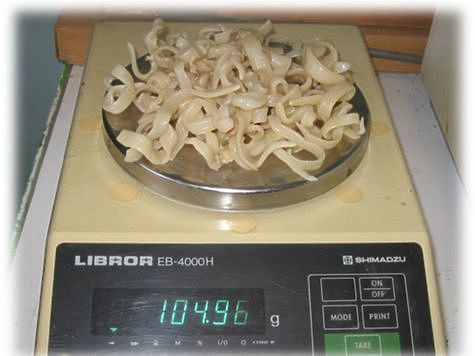 LIBROR EB-4000H
SHIMADZU
ON
OFF
MODE
PRINT
104.96 g
TARE